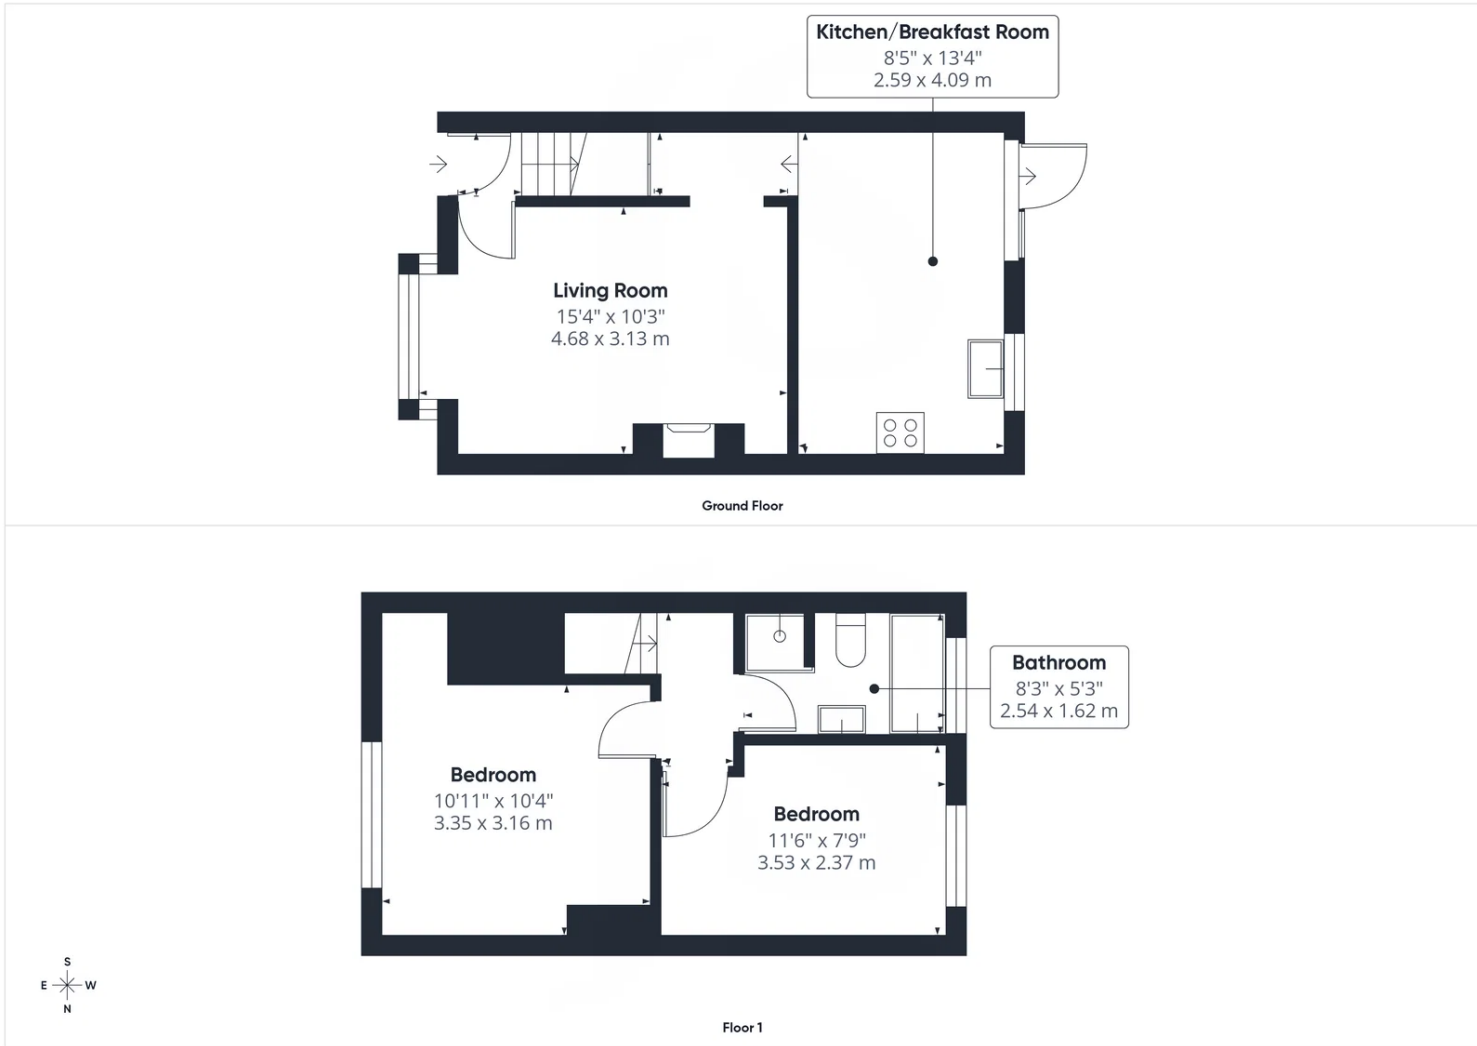 Kitchen/Breakfast Room
8'5" x 13'4"
2.59 x 4.09 m
Living Room
15'4" x 10'3"
4.68 x 3.13 m
Ground Floor
Bathroom
8'3" x 5'3"
2.54 x 1.62 m
Bedroom
10'11" x 10'4"
3.35 x 3.16 m
Bedroom
11'6" x 7'9"
3.53 x 2.37 m
S
E W
N
Floor 1